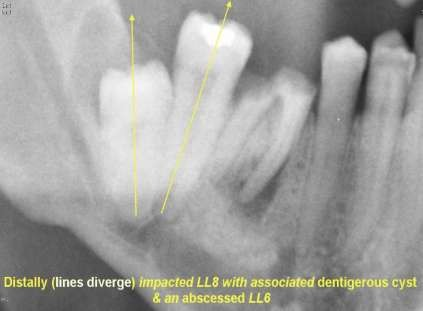 Distally (lines diverge) impacted LL8 with associated dentigerous cyst
& an abscessed LL6